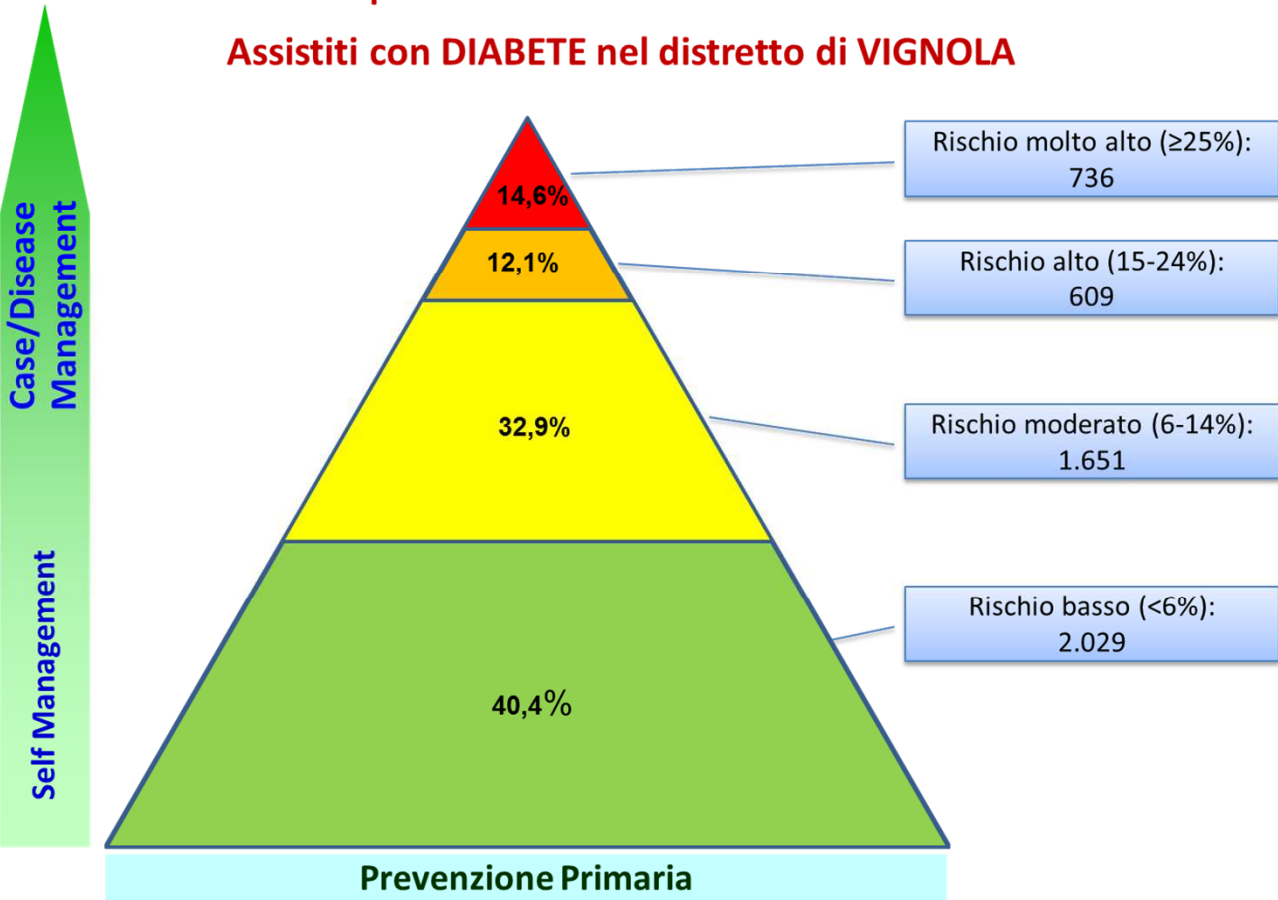 Assistiti con DIABETE nel distretto di VIGNOLA
Case/Disease
Management
Self Management
14,6%
12,1%
32,9%
40,4%
Rischio molto alto (≥25%):
736
Rischio alto (15-24%):
609
Rischio moderato (6-14%):
1.651
Rischio basso (<6%):
2.029
Prevenzione Primaria